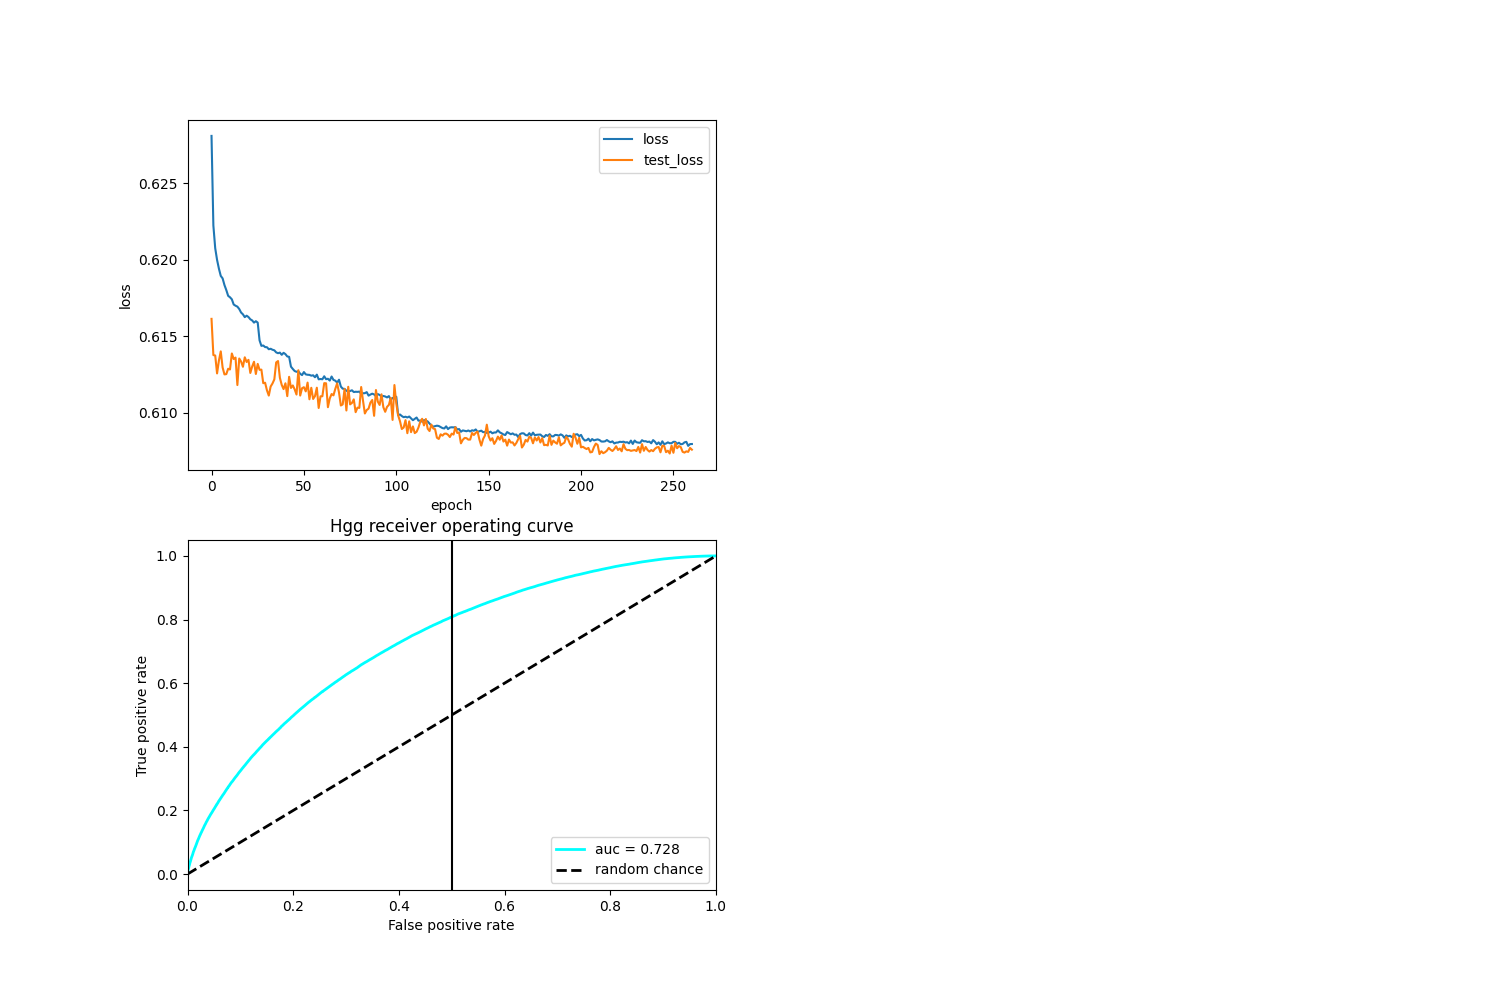 loss
test_loss
0.625
0.620
0.615
0.610
loss
0 50 100 150 200 250
epoch
Hgg receiver operating curve
1.0
0.8
0.6
0.4
0.2
0.0
True positive rate
auc = 0.728
random chance
0.0 0.2 0.4 0.6 0.8 1.0
False positive rate